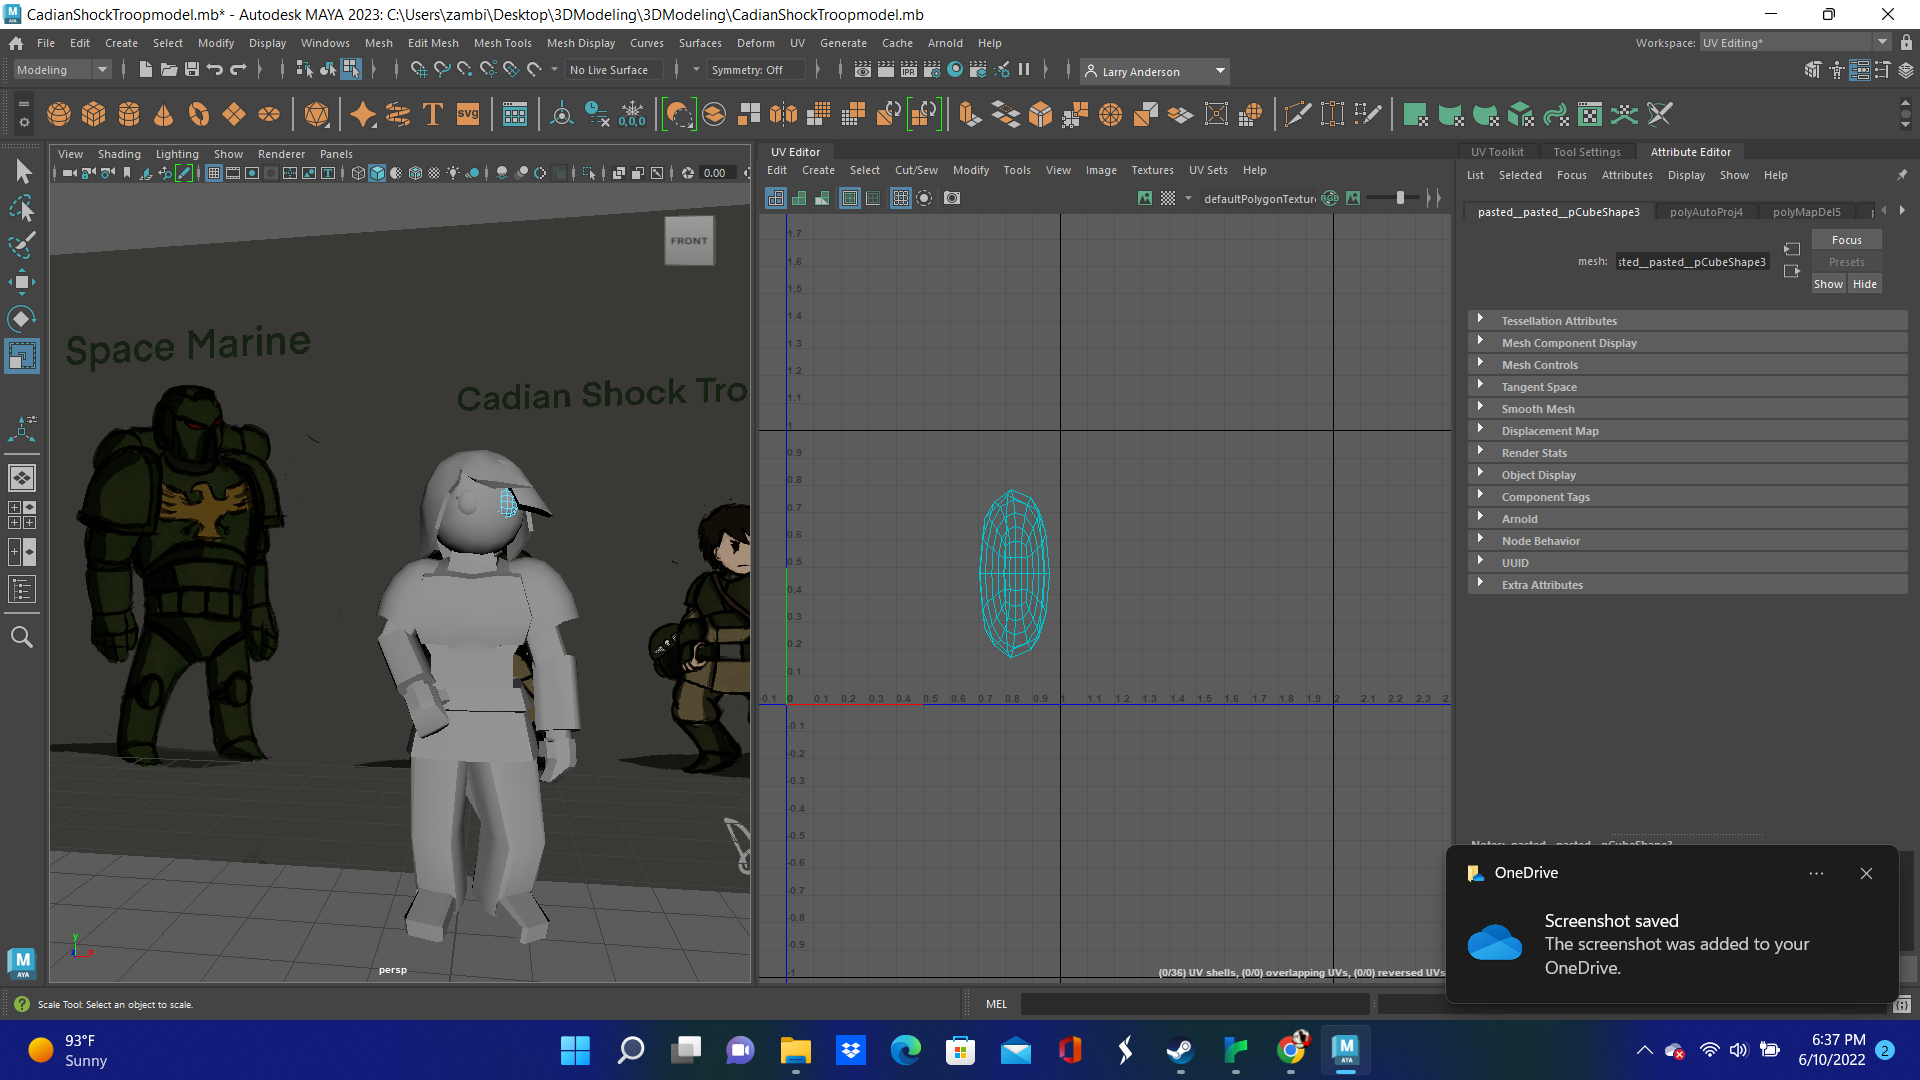 CadianShockTroopmodel.mb* - Autodesk MAYA 2023: C:\Users\zambi\Desktop\3DModeling\3DModeling\CadianShockTroopmodel.mb
File Edit Create Select Modify Display Windows Mesh Edit Mesh Mesh Tools Mesh Display Curves Surfaces Deform UV Generate Cache Arnold Help
Workspace: UV Editing*
Modeling
No Live Surface
Symmetry: Off
Larry Anderson
IPR
T
SVG
0,0,0
View Shading Lighting Show Renderer Panels
0.00
FRONT
Space Marine
Cadian Shock Tro
persp
y
z
x
UV Editor
Edit Create Select Cut/Sew Modify Tools View Image Textures UV Sets Help
defaultPolygonTextur
1.7
1.6
1.5
1.4
1.3
1.2
1.1
1
0.9
0.8
0.7
0.6
0.5
0.4
0.3
0.2
0.1
-0.1 0 0.1 0.2 0.3 0.4 0.5 0.6 0.7 0.8 0.9 1 1.1 1.2 1.3 1.4 1.5 1.6 1.7 1.8 1.9 2 2.1 2.2 2.3 2
-0.1
-0.2
-0.3
-0.4
-0.5
-0.6
-0.7
-0.8
-0.9
-1
(0/36) UV shells, (0/0) overlapping UVs, (0/0) reversed UVs
UV Toolkit Tool Settings Attribute Editor
List Selected Focus Attributes Display Show Help
pasted__pasted__pCubeShape3 polyAutoProj4 polyMapDel5
mesh: sted__pasted__pCubeShape3
Focus
Presets
Show Hide
Tessellation Attributes
Mesh Component Display
Mesh Controls
Tangent Space
Smooth Mesh
Displacement Map
Render Stats
Object Display
Component Tags
Arnold
Node Behavior
UUID
Extra Attributes
Notes: pasted__pasted__pCubeShape3
OneDrive
Screenshot saved
The screenshot was added to your
OneDrive.
M
AYA
Scale Tool: Select an object to scale.
MEL
93°F
Sunny
M
AYA
6:37 PM
6/10/2022
2